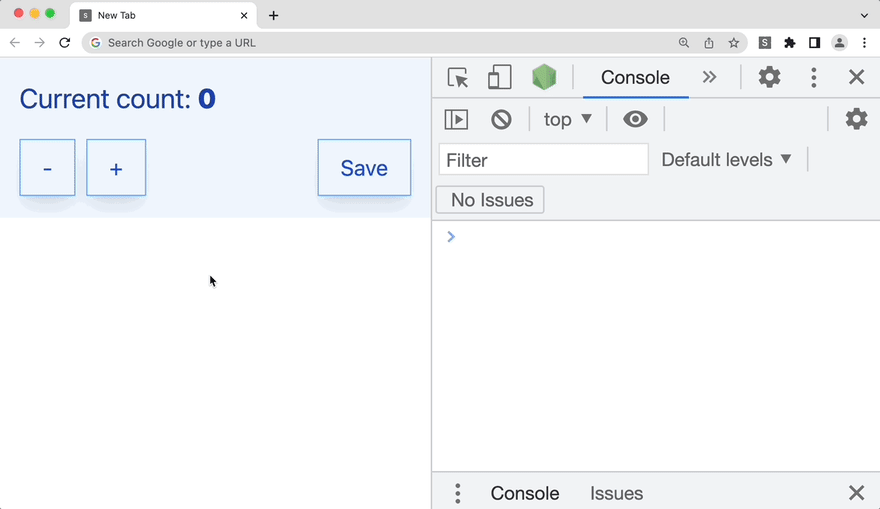 S New Tab
G Search Google or type a URL S
Current count: 0
- + Save
Console
top
Filter Default levels
No Issues
Console Issues